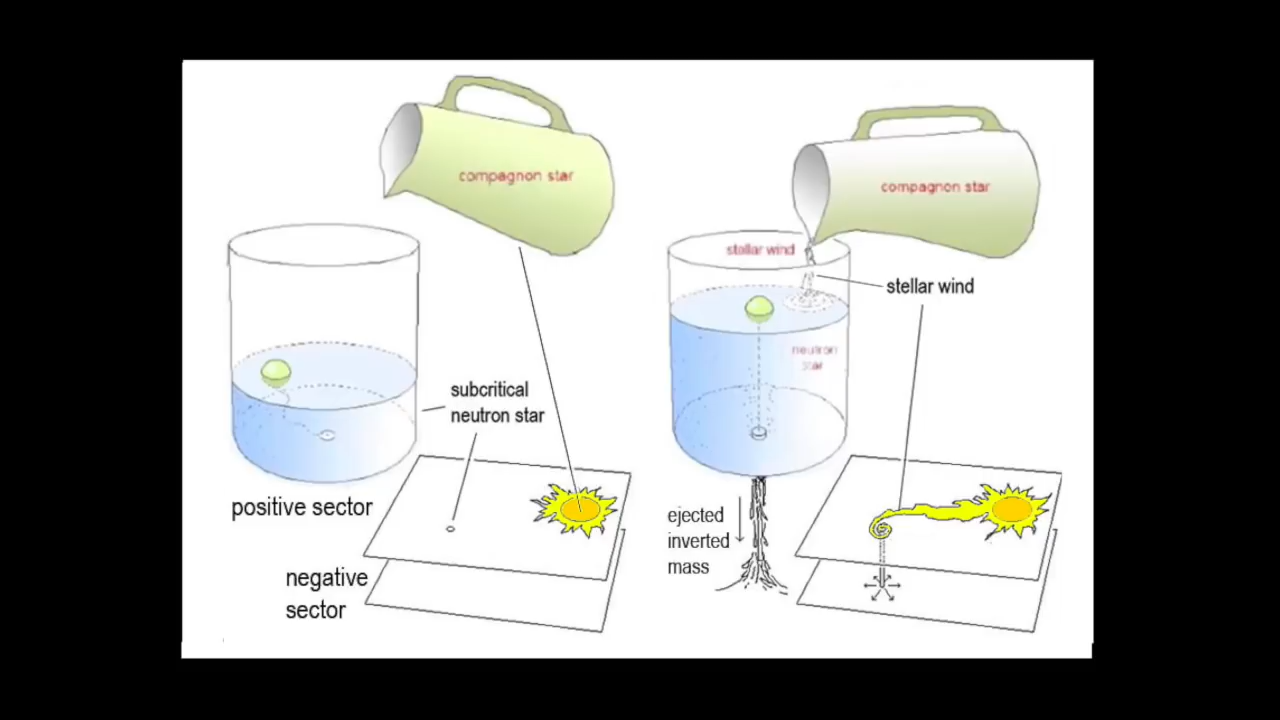 compagnon star
compagnon star
stellar wind
stellar wind
neutron
star
subcritical
neutron star
positive sector
ejected
inverted
mass
negative
sector